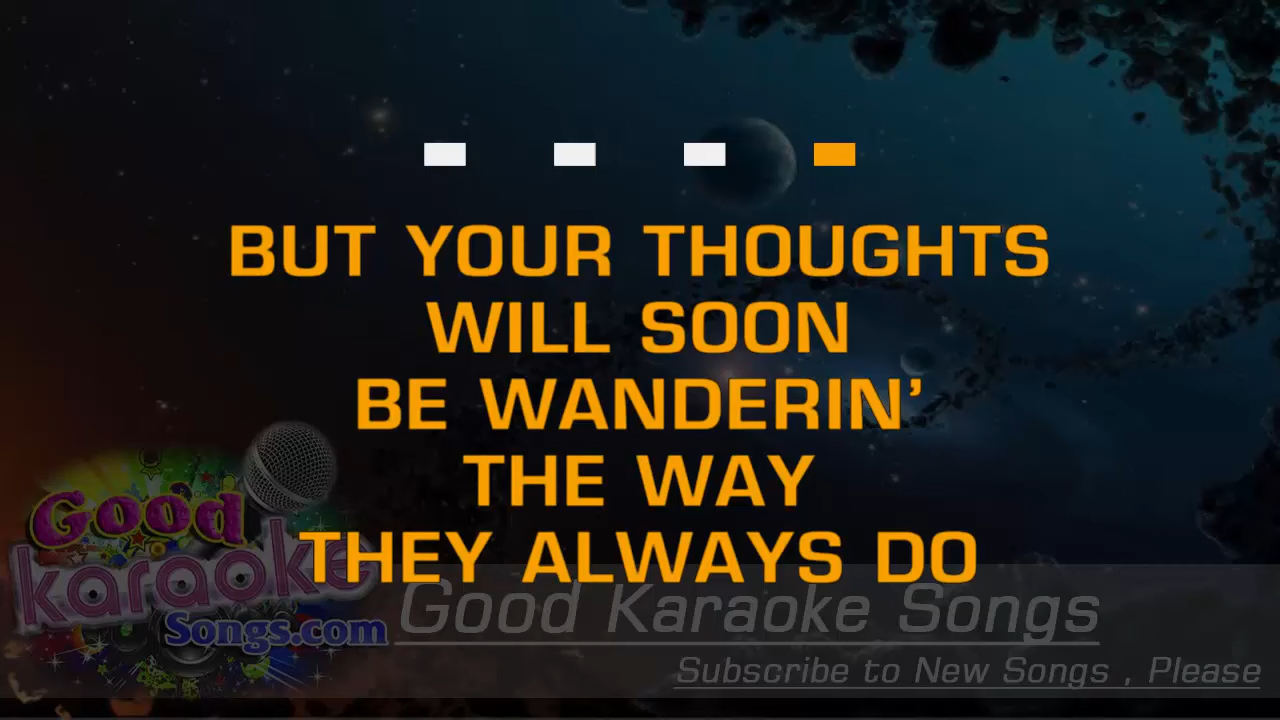 BUT YOUR THOUGHTS
WILL SOON
BE WANDERIN’
THE WAY
THEY ALWAYS DO
Good
karaoke
Songs.com
Good Karaoke Songs
Subscribe to New Songs , Please